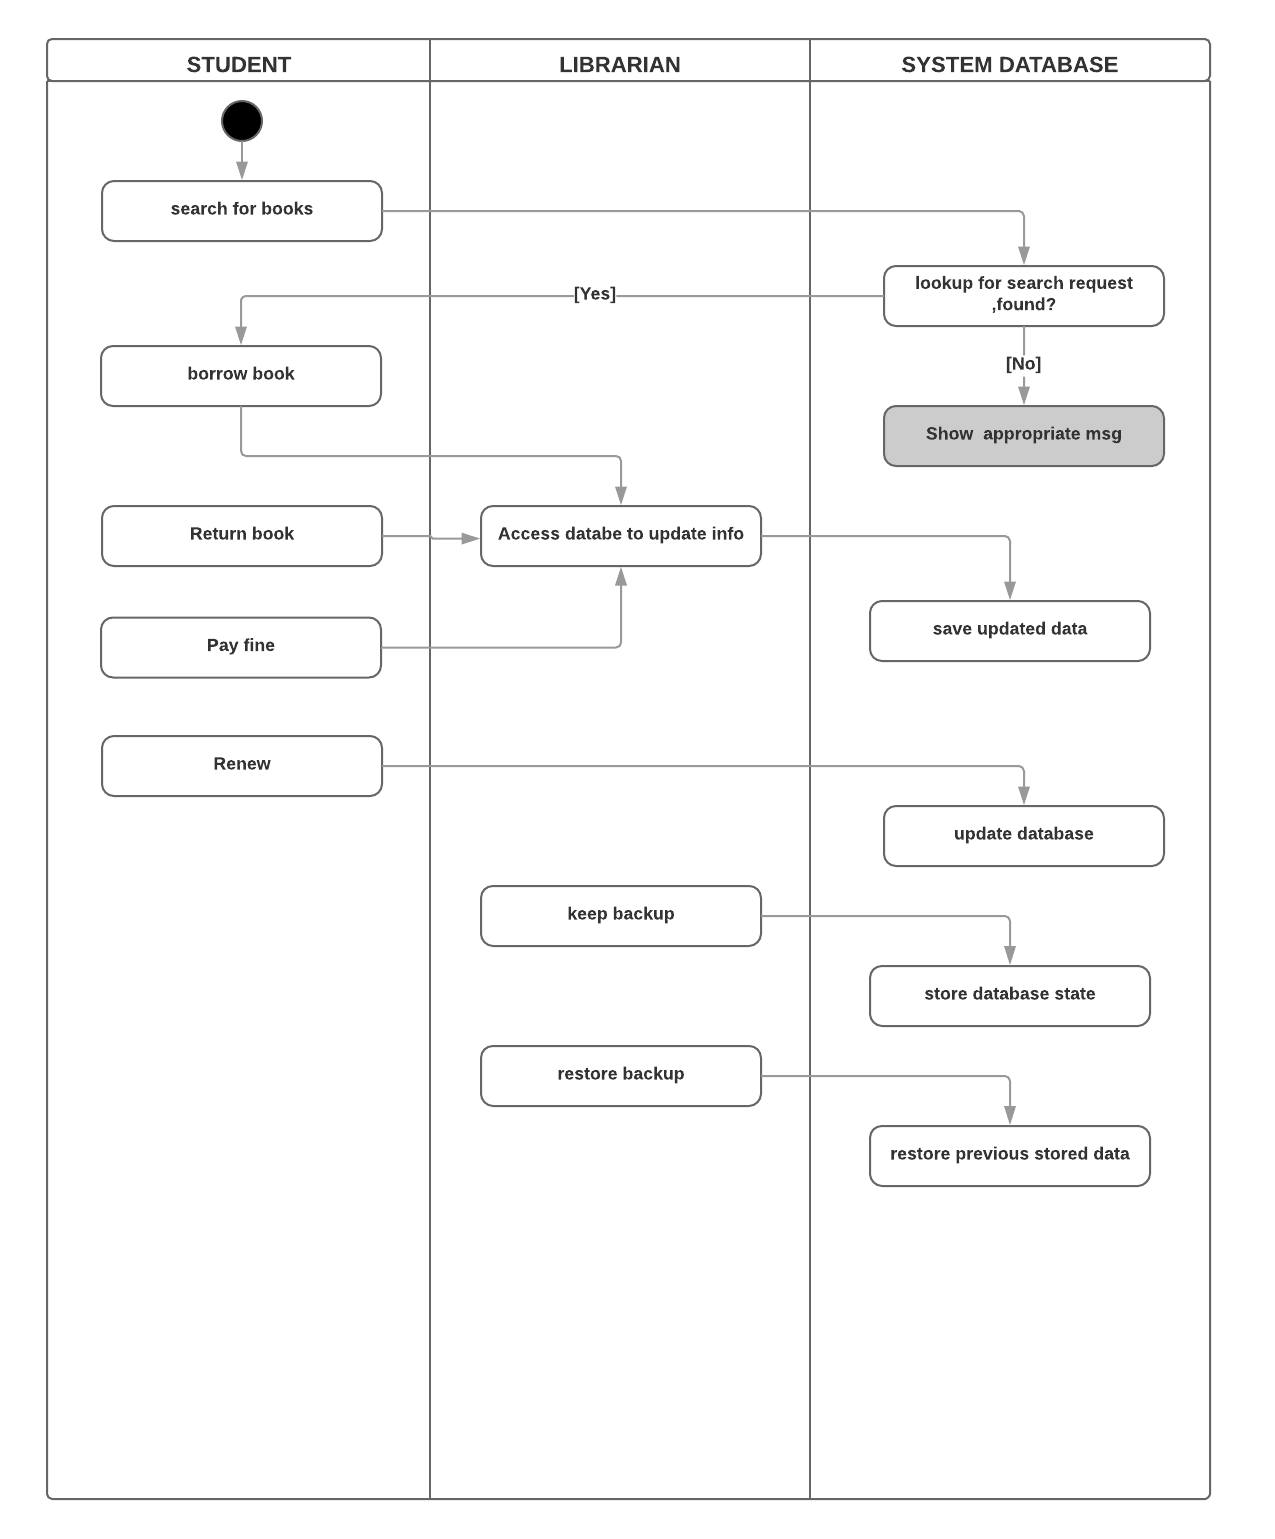 STUDENT
LIBRARIAN
SYSTEM DATABASE
search for books
lookup for search request
,found?
[Yes]
borrow book
[No]
Show  appropriate msg
Return book
Access databe to update info
save updated data
Pay fine
Renew
update database
keep backup
store database state
restore backup
restore previous stored data